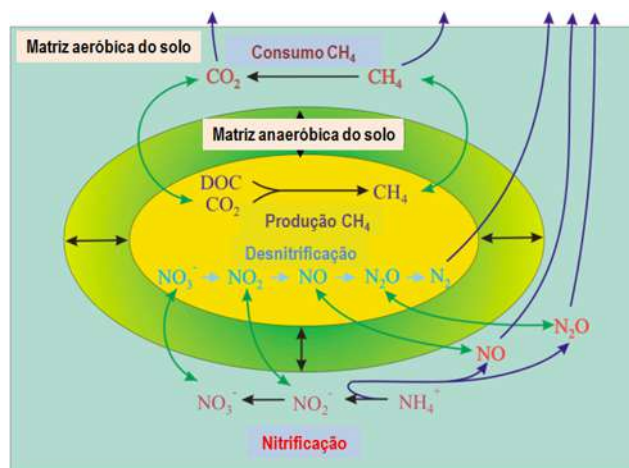 Matriz aeróbica do solo
Consumo CH₄
CO₂ CH₄
Matriz anaeróbica do solo
DOC
CO₂ CH₄
Produção CH₄
Desnitrificação
NO₃⁻ NO₂⁻ NO N₂O N₂
N₂O
NO
NO₃⁻ NO₂⁻ NH₄⁺
Nitrificação